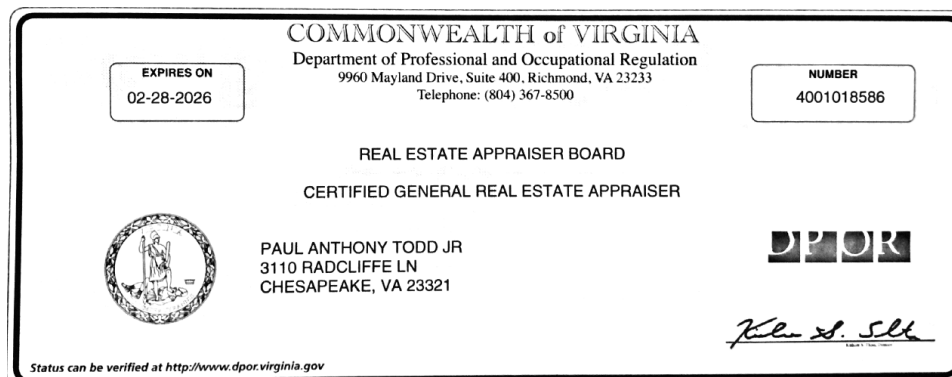 COMMONWEALTH of VIRGINIA
Department of Professional and Occupational Regulation
9960 Mayland Drive, Suite 400, Richmond, VA 23233
Telephone: (804) 367-8500
EXPIRES ON
02-28-2026
NUMBER
4001018586
REAL ESTATE APPRAISER BOARD
CERTIFIED GENERAL REAL ESTATE APPRAISER
PAUL ANTHONY TODD JR
3110 RADCLIFFE LN
CHESAPEAKE, VA 23321
DPOR
Status can be verified at http://www.dpor.virginia.gov